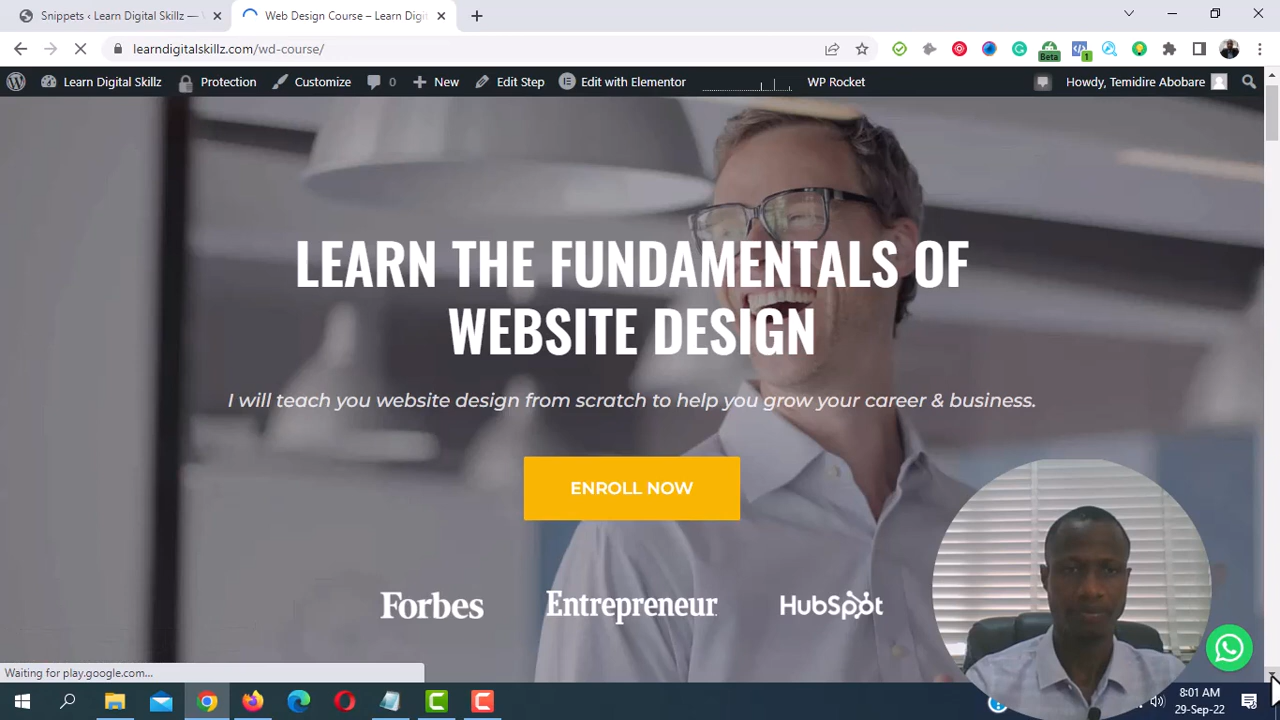 Snippets ‹ Learn Digital Skillz —
Web Design Course – Learn Digit
learndigitalskillz.com/wd-course/
Beta
1
Learn Digital Skillz
Protection
Customize
0
New
Edit Step
Edit with Elementor
WP Rocket
Howdy, Temidire Abobare
LEARN THE FUNDAMENTALS OF
WEBSITE DESIGN
I will teach you website design from scratch to help you grow your career & business.
ENROLL NOW
Forbes
Entrepreneur
HubSpot
Waiting for play.google.com...
8:01 AM
29-Sep-22